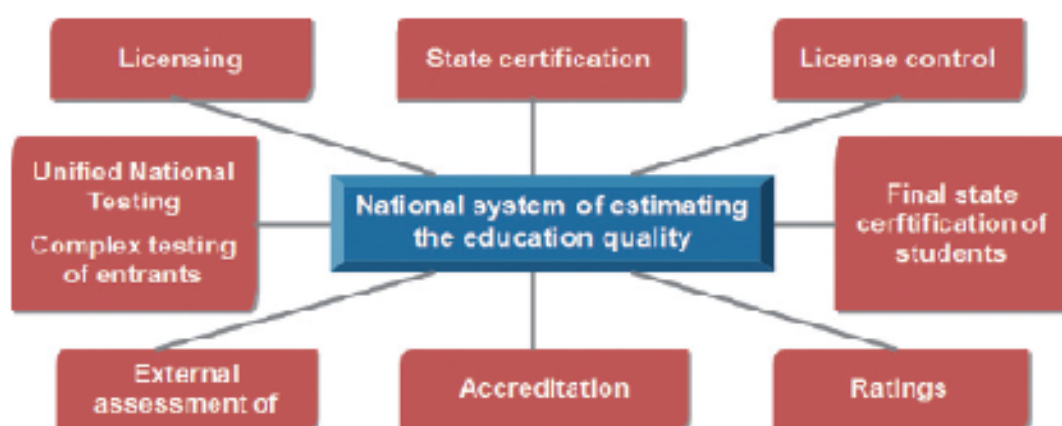 Licensing
State certification
License control
Unified National
Testing
Complex testing
of entrants
National system of estimating
the education quality
Final state
cerftification of
students
External
assessment of
Accreditation
Ratings